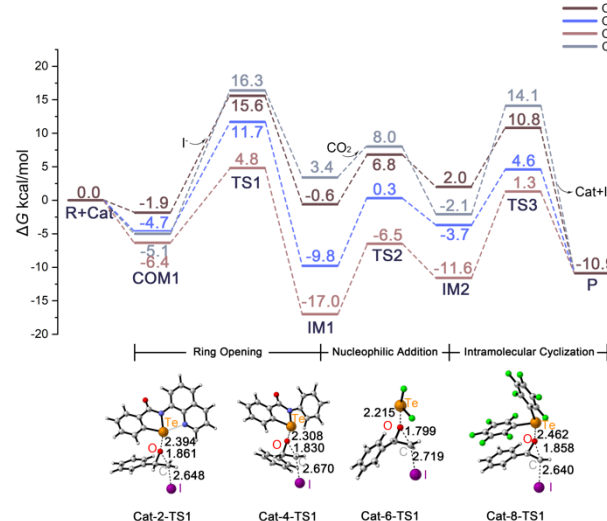 C
C
C
C
ΔG kcal/mol
20
15
10
5
0
-5
-10
-15
-20
0.0
R+Cat
-1.9
-4.7
-5.1
-6.4
COM1
I⁻
16.3
15.6
11.7
4.8
TS1
3.4
-0.6
-9.8
-17.0
IM1
CO₂
8.0
6.8
0.3
-6.5
TS2
2.0
-2.1
-3.7
-11.6
IM2
14.1
10.8
4.6
1.3
TS3
Cat+I
-10.9
P
Ring Opening
Nucleophilic Addition
Intramolecular Cyclization
Te
2.394
O
1.861
C
2.648
I
Cat-2-TS1
Te
2.308
O
1.830
C
2.670
I
Cat-4-TS1
Te
2.215
O
1.799
C
2.719
I
Cat-6-TS1
Te
2.462
O
1.858
C
2.640
I
Cat-8-TS1